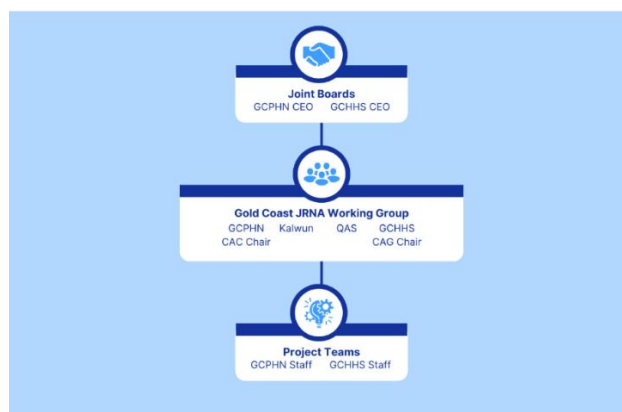 Joint Boards
GCPHN CEO GCHHS CEO
Gold Coast JRNA Working Group
GCPHN Kalwun QAS GCHHS
CAC Chair CAG Chair
Project Teams
GCPHN Staff GCHHS Staff